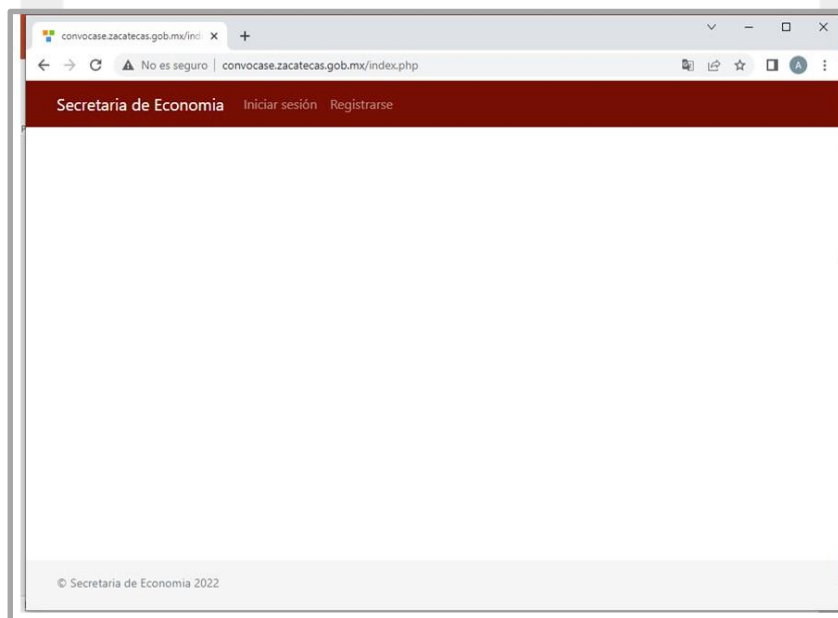 convocase.zacatecas.gob.mx/ind
No es seguro | convocase.zacatecas.gob.mx/index.php
A
Secretaria de Economia Iniciar sesión Registrarse
© Secretaria de Economia 2022